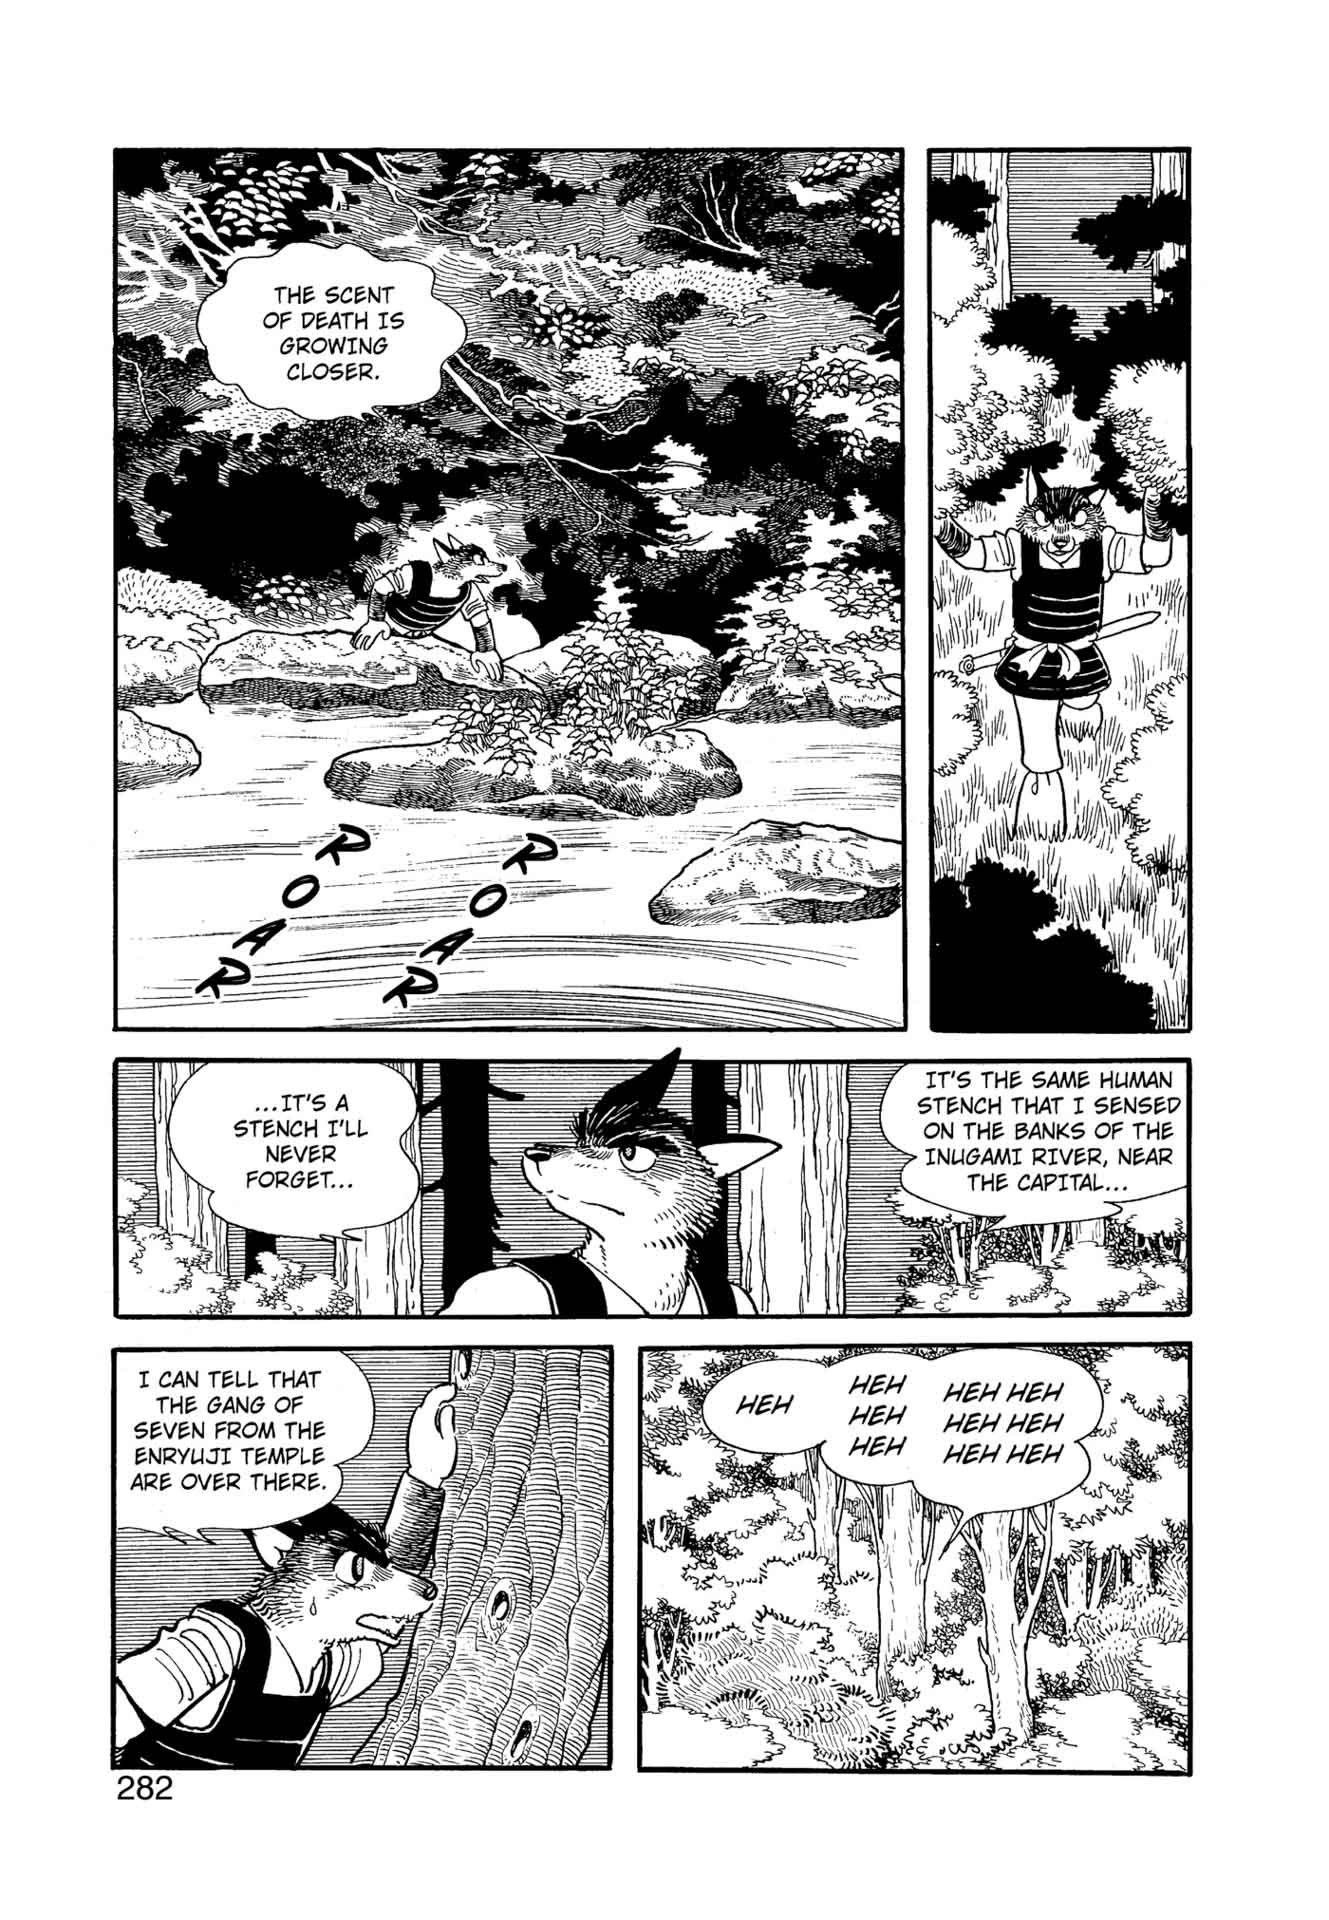 THE SCENT
OF DEATH IS
GROWING
CLOSER.
ROAR
ROAR
IT'S THE SAME HUMAN
STENCH THAT I SENSED
ON THE BANKS OF THE
INUGAMI RIVER, NEAR
THE CAPITAL...
...IT'S A
STENCH I'LL
NEVER
FORGET...
HEH HEH
HEH HEH
HEH HEH
HEH
HEH
HEH
HEH
I CAN TELL THAT
THE GANG OF
SEVEN FROM THE
ENRYUJI TEMPLE
ARE OVER THERE.
282